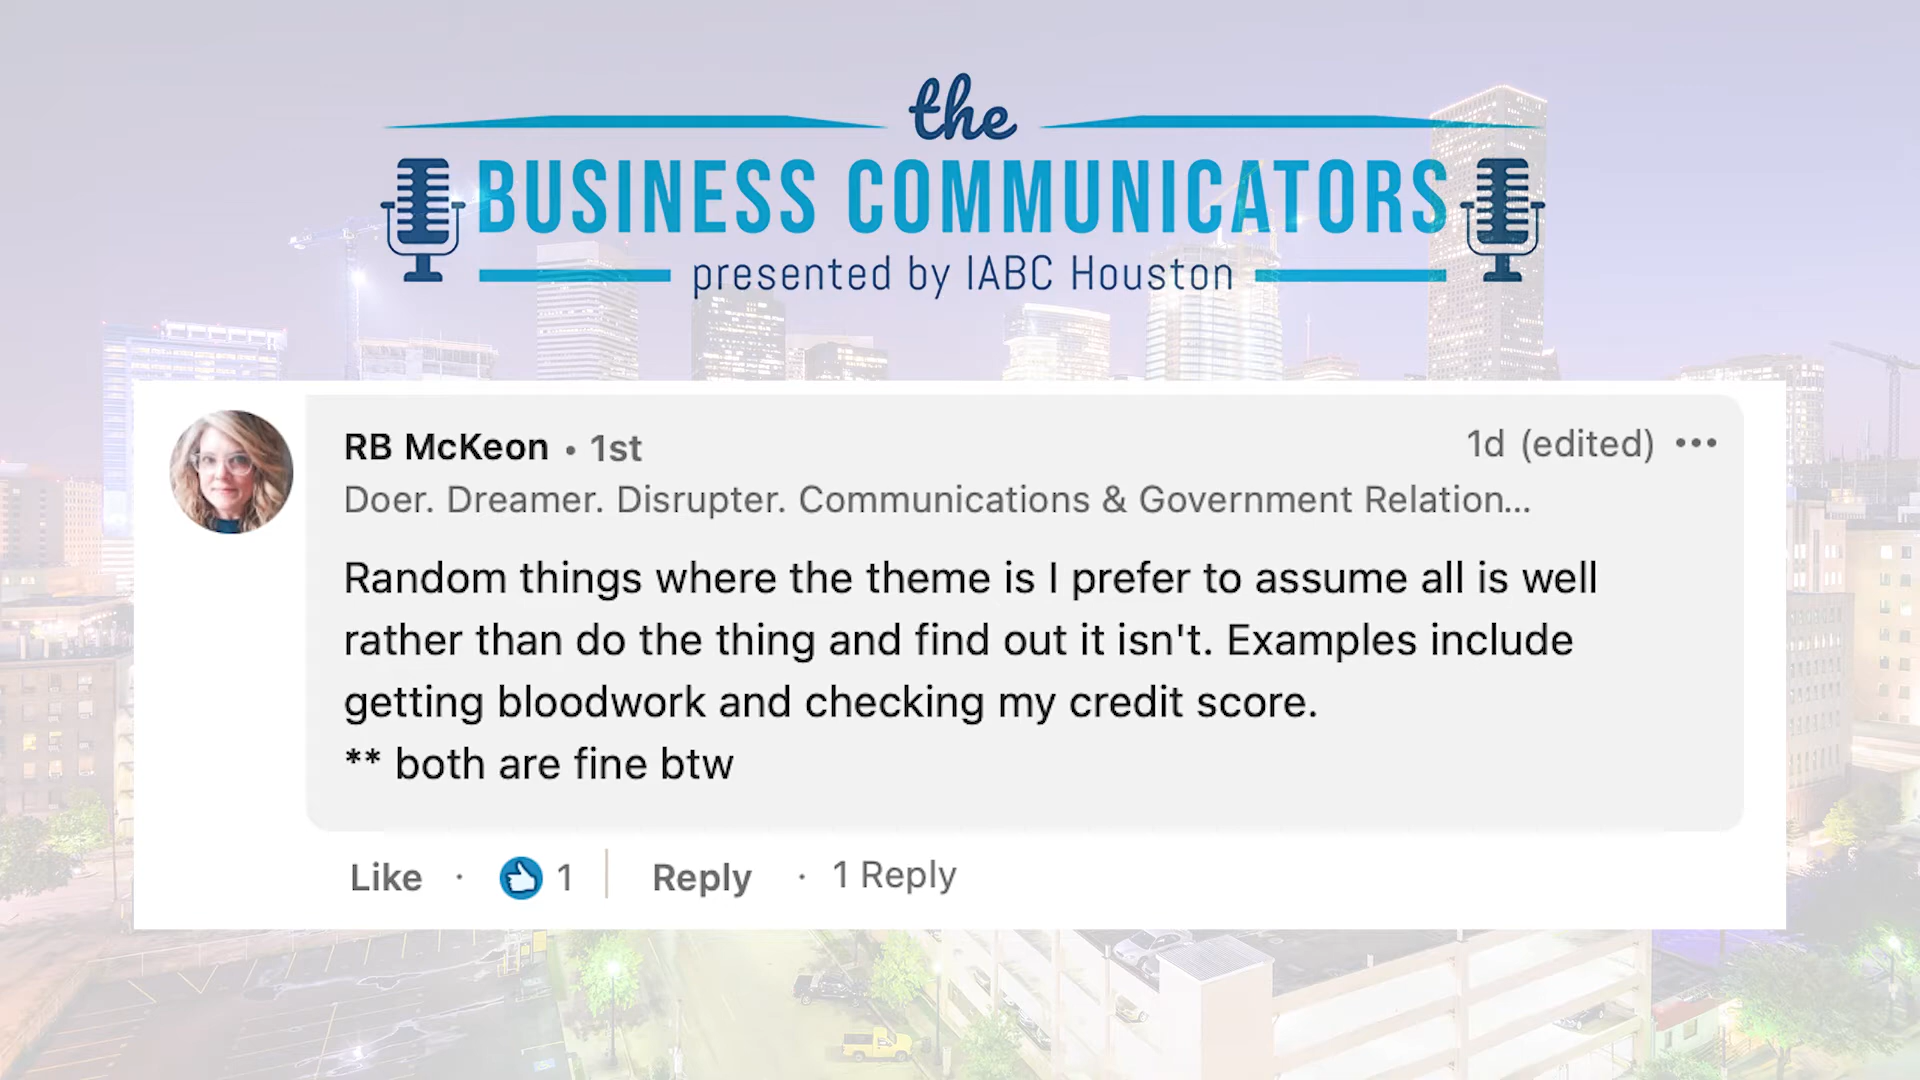 the
BUSINESS COMMUNICATORS
presented by IABC Houston
RB McKeon • 1st
1d (edited) •••
Doer. Dreamer. Disrupter. Communications & Government Relation...
Random things where the theme is I prefer to assume all is well
rather than do the thing and find out it isn't. Examples include
getting bloodwork and checking my credit score.
** both are fine btw
Like · 1 | Reply · 1 Reply